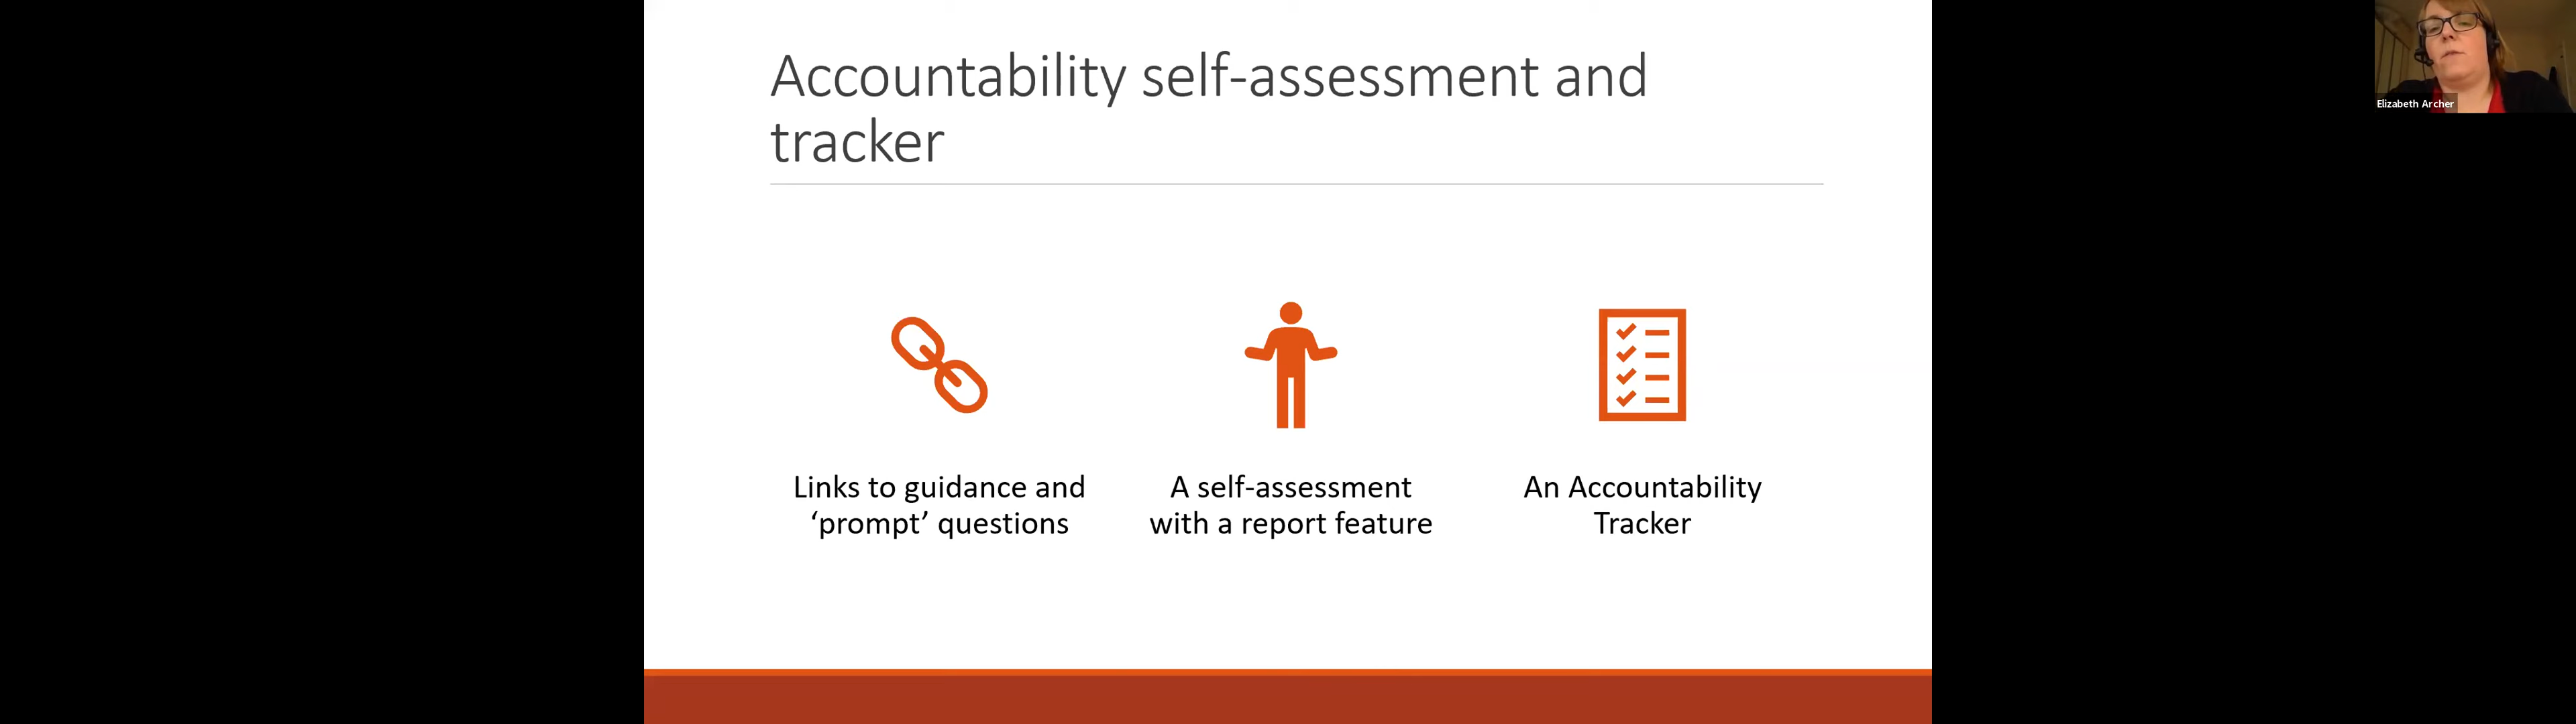 Accountability self-assessment and
tracker
Links to guidance and
‘prompt’ questions
A self-assessment
with a report feature
An Accountability
Tracker
Elizabeth Archer